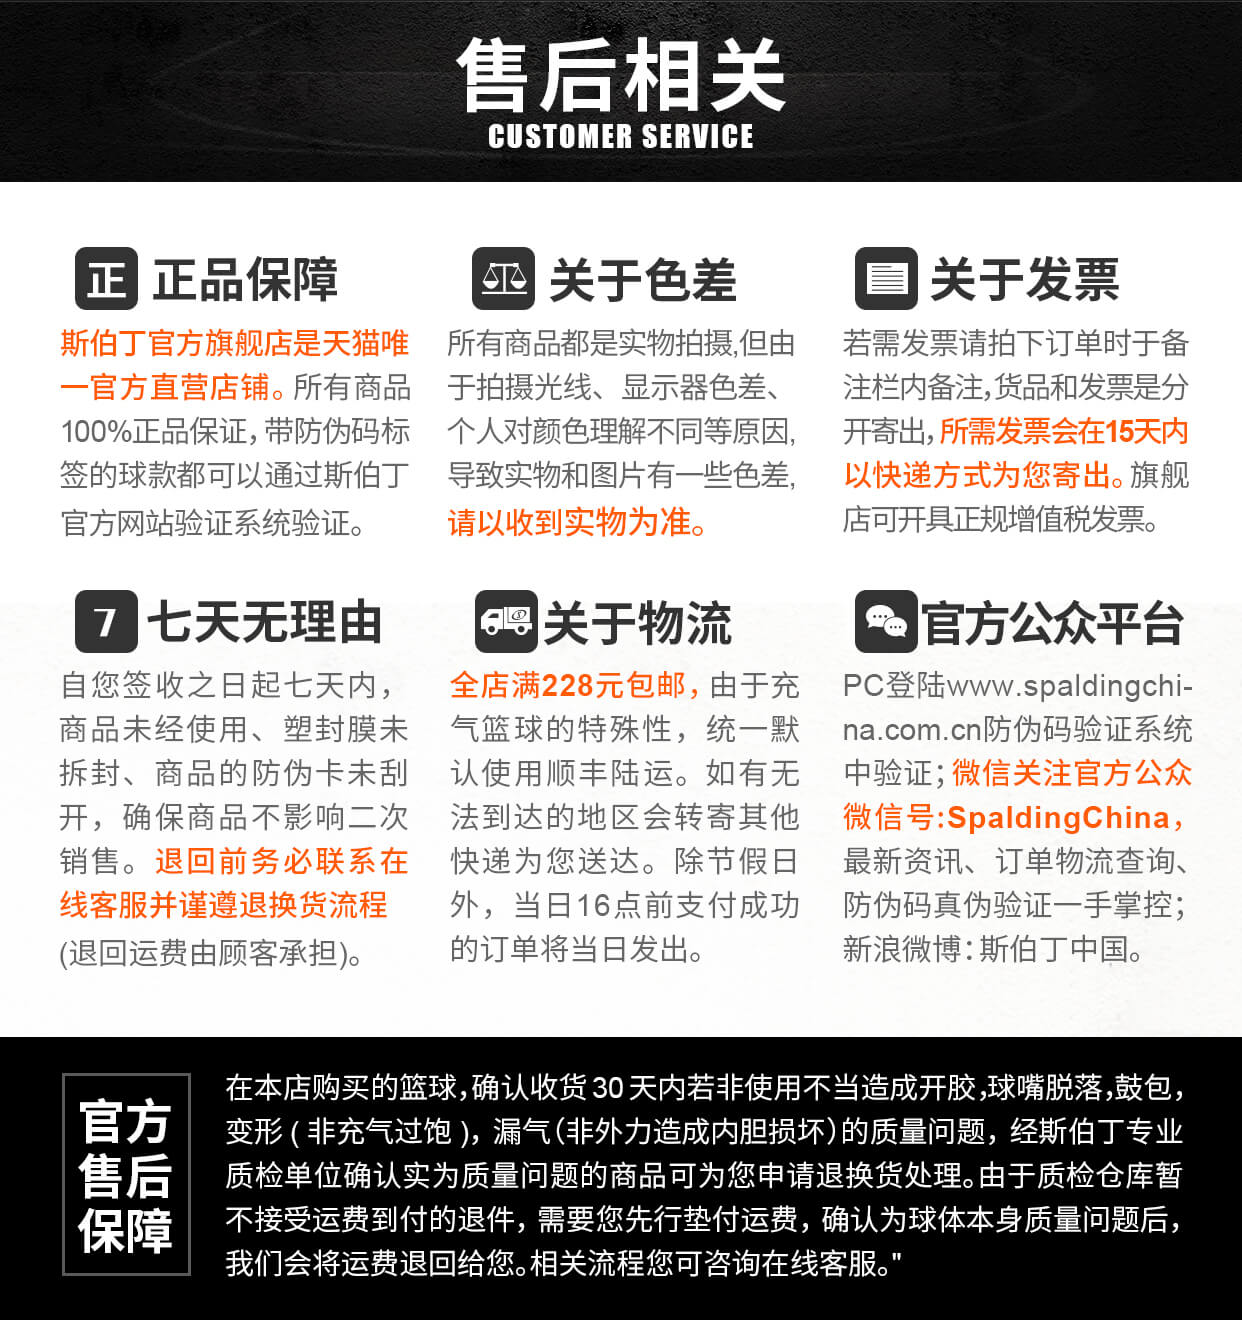 售后相关
CUSTOMER SERVICE
正 正品保障
斯伯丁官方旗舰店是天猫唯
一官方直营店铺。所有商品
100%正品保证，带防伪码标
签的球款都可以通过斯伯丁
官方网站验证系统验证。
关于色差
所有商品都是实物拍摄,但由
于拍摄光线、显示器色差、
个人对颜色理解不同等原因,
导致实物和图片有一些色差,
请以收到实物为准。
关于发票
若需发票请拍下订单时于备
注栏内备注，货品和发票是分
开寄出，所需发票会在15天内
以快递方式为您寄出。旗舰
店可开具正规增值税发票。
7 七天无理由
自您签收之日起七天内，
商品未经使用、塑封膜未
拆封、商品的防伪卡未刮
开，确保商品不影响二次
销售。退回前务必联系在
线客服并谨遵退换货流程
(退回运费由顾客承担)。
关于物流
全店满228元包邮，由于充
气篮球的特殊性，统一默
认使用顺丰陆运。如有无
法到达的地区会转寄其他
快递为您送达。除节假日
外，当日16点前支付成功
的订单将当日发出。
官方公众平台
PC登陆www.spaldingchi-
na.com.cn防伪码验证系统
中验证；微信关注官方公众
微信号:SpaldingChina，
最新资讯、订单物流查询、
防伪码真伪验证一手掌控；
新浪微博：斯伯丁中国。
官方
售后
保障
在本店购买的篮球，确认收货 30 天内若非使用不当造成开胶，球嘴脱落，鼓包，
变形 ( 非充气过饱 )，漏气（非外力造成内胆损坏）的质量问题，经斯伯丁专业
质检单位确认实为质量问题的商品可为您申请退换货处理。由于质检仓库暂
不接受运费到付的退件，需要您先行垫付运费，确认为球体本身质量问题后，
我们会将运费退回给您。相关流程您可咨询在线客服。"